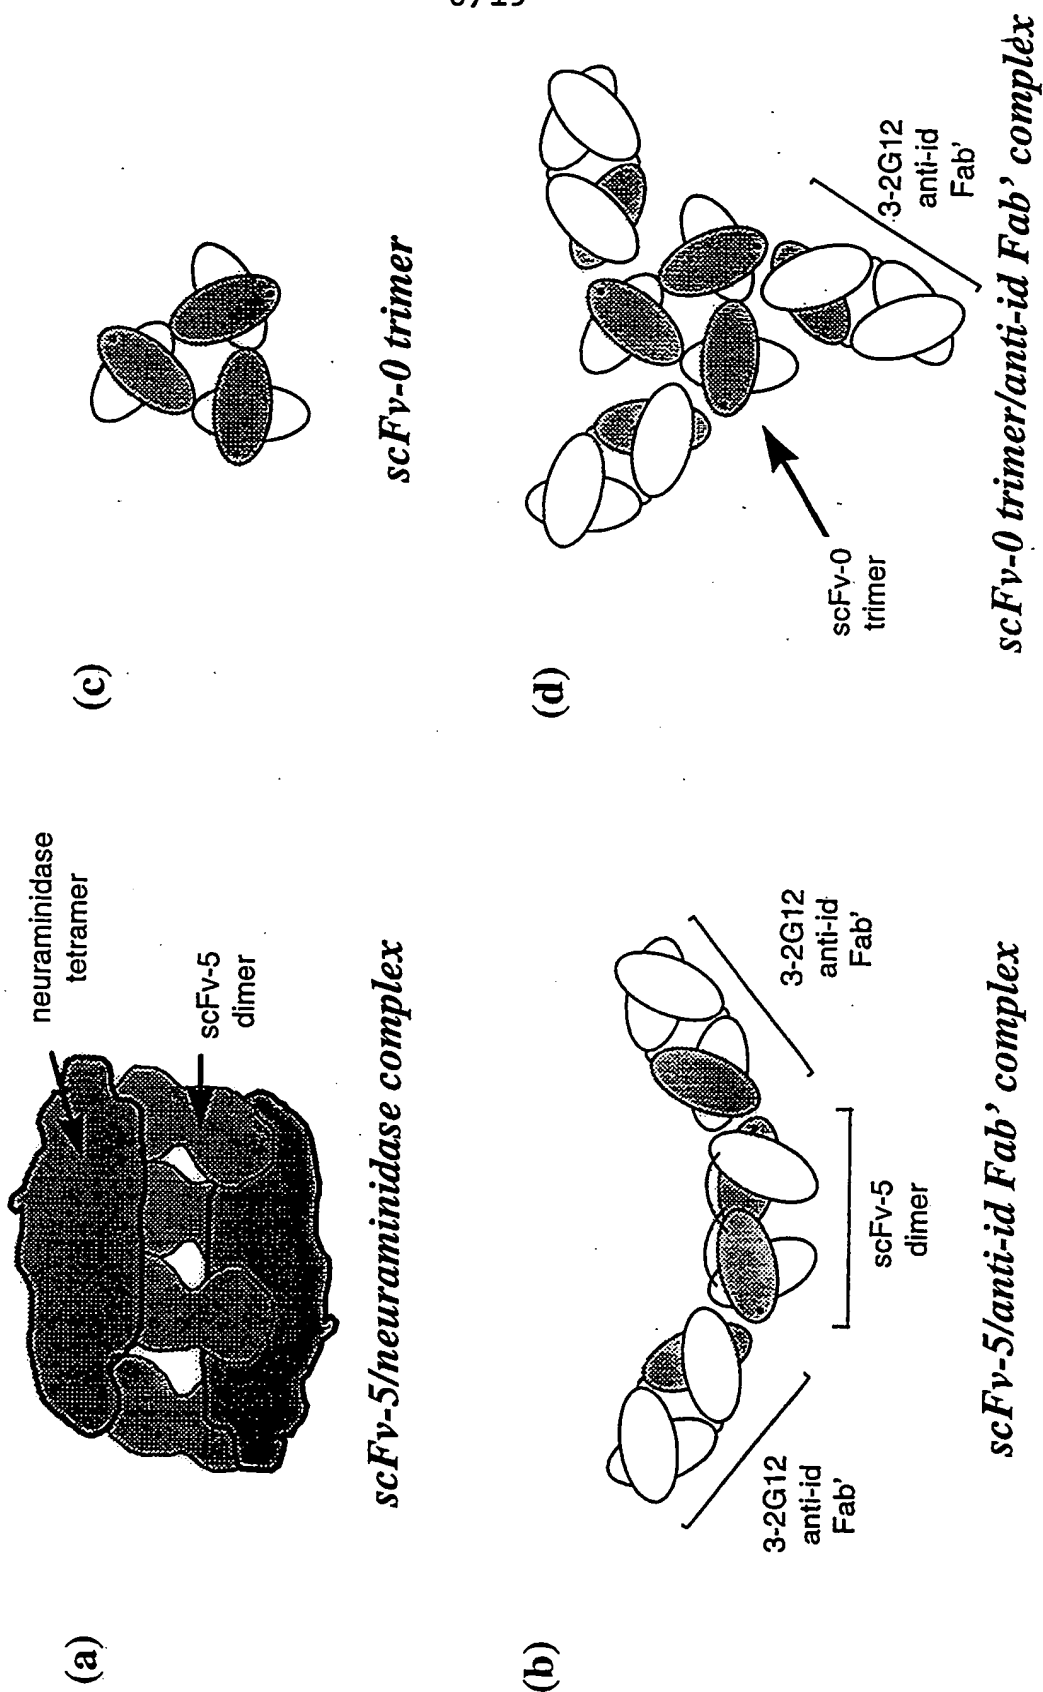 (a)
neuraminidase
tetramer
scFv-5
dimer
scFv-5/neuraminidase complex
(b)
3-2G12
anti-id
Fab'
scFv-5
dimer
3-2G12
anti-id
Fab'
scFv-5/anti-id Fab' complex
(c)
scFv-0 trimer
(d)
scFv-0
trimer
3-2G12
anti-id
Fab'
scFv-0 trimer/anti-id Fab' complex